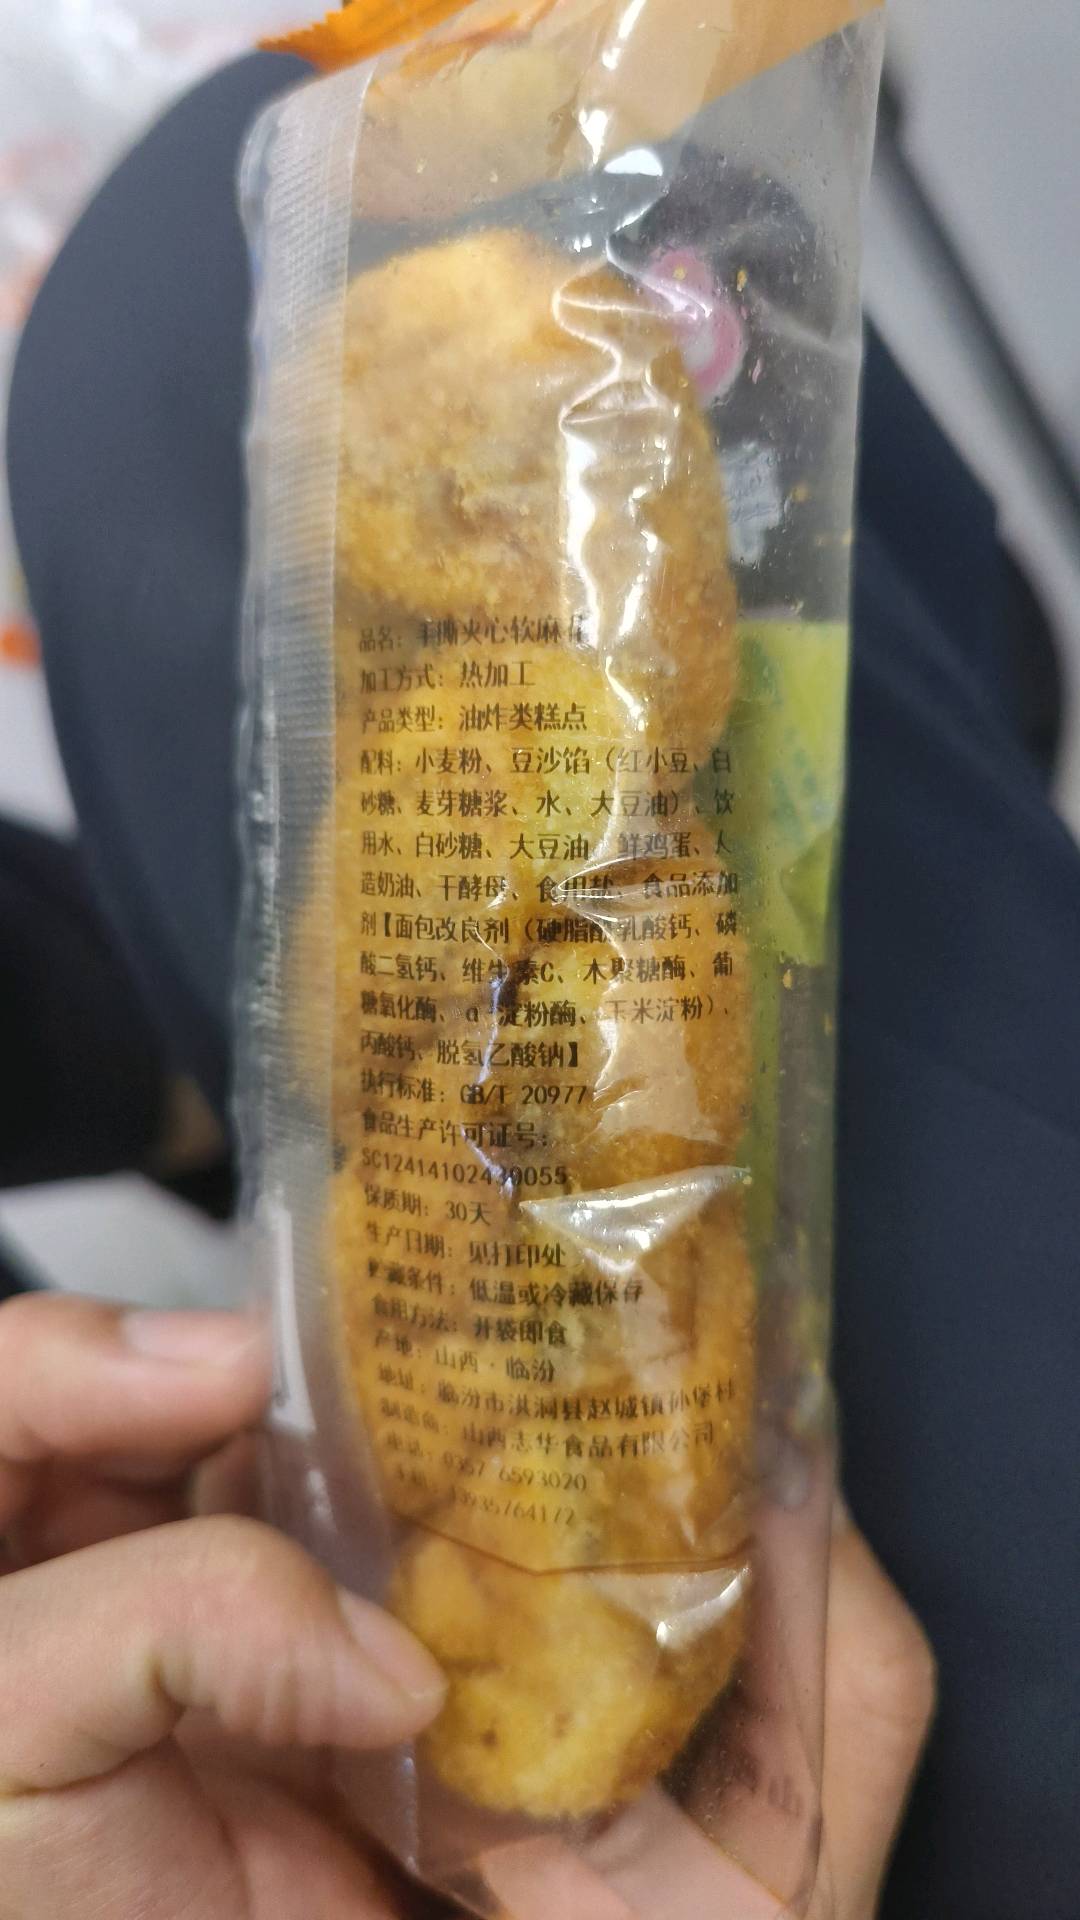 品名：手撕夹心软麻花
加工方式：热加工
产品类型：油炸类糕点
配料：小麦粉、豆沙馅（红小豆、白
砂糖、麦芽糖浆、水、大豆油）、饮
用水、白砂糖、大豆油、鲜鸡蛋、人
造奶油、干酵母、食用盐、食品添加
剂【面包改良剂（硬脂酰乳酸钙、磷
酸二氢钙、维生素C、木聚糖酶、葡
糖氧化酶、α-淀粉酶、玉米淀粉）、
丙酸钙、脱氢乙酸钠】
执行标准：GB/T 20977
食品生产许可证号：
SC12414102430055
保质期：30天
生产日期：见打印处
贮藏条件：低温或冷藏保存
食用方法：开袋即食
产地：山西·临汾
地址：临汾市洪洞县赵城镇孙堡村
制造商：山西志华食品有限公司
电话：0357-6593020
手机：13935764172